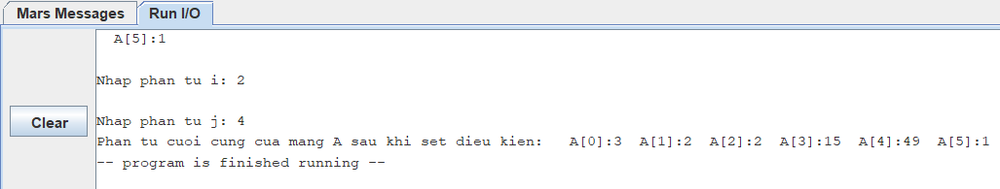 Mars Messages Run I/O
A[5]:1
Nhap phan tu i: 2
Clear
Nhap phan tu j: 4
Phan tu cuoi cung cua mang A sau khi set dieu kien: A[0]:3 A[1]:2 A[2]:2 A[3]:15 A[4]:49 A[5]:1
-- program is finished running --